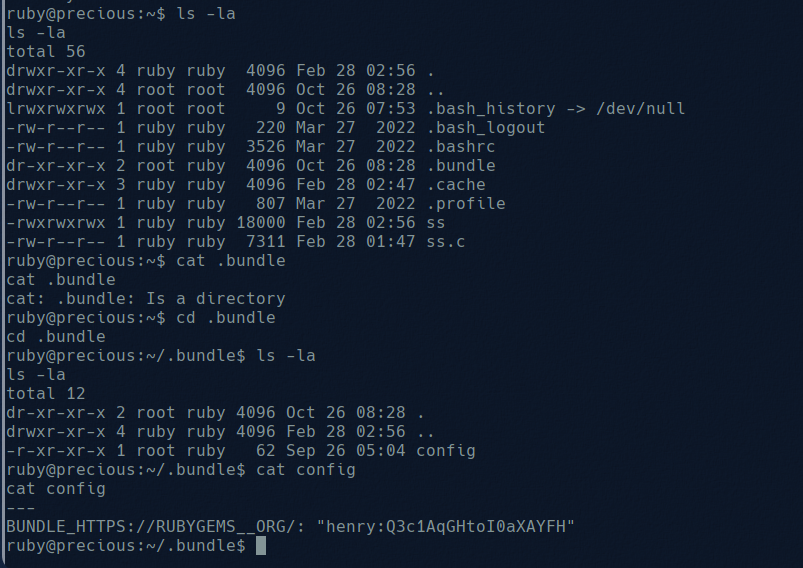 ruby@precious:~$ ls -la
ls -la
total 56
drwxr-xr-x 4 ruby ruby  4096 Feb 28 02:56 .
drwxr-xr-x 4 root root  4096 Oct 26 08:28 ..
lrwxrwxrwx 1 root root     9 Oct 26 07:53 .bash_history -> /dev/null
-rw-r--r-- 1 ruby ruby   220 Mar 27  2022 .bash_logout
-rw-r--r-- 1 ruby ruby  3526 Mar 27  2022 .bashrc
dr-xr-xr-x 2 root ruby  4096 Oct 26 08:28 .bundle
drwxr-xr-x 3 ruby ruby  4096 Feb 28 02:47 .cache
-rw-r--r-- 1 ruby ruby   807 Mar 27  2022 .profile
-rwxrwxrwx 1 ruby ruby 18000 Feb 28 02:56 ss
-rw-r--r-- 1 ruby ruby  7311 Feb 28 01:47 ss.c
ruby@precious:~$ cat .bundle
cat .bundle
cat: .bundle: Is a directory
ruby@precious:~$ cd .bundle
cd .bundle
ruby@precious:~/.bundle$ ls -la
ls -la
total 12
dr-xr-xr-x 2 root ruby 4096 Oct 26 08:28 .
drwxr-xr-x 4 ruby ruby 4096 Feb 28 02:56 ..
-r-xr-xr-x 1 root ruby   62 Sep 26 05:04 config
ruby@precious:~/.bundle$ cat config
cat config
---
BUNDLE_HTTPS://RUBYGEMS__ORG/: "henry:Q3c1AqGHtoI0aXAYFH"
ruby@precious:~/.bundle$